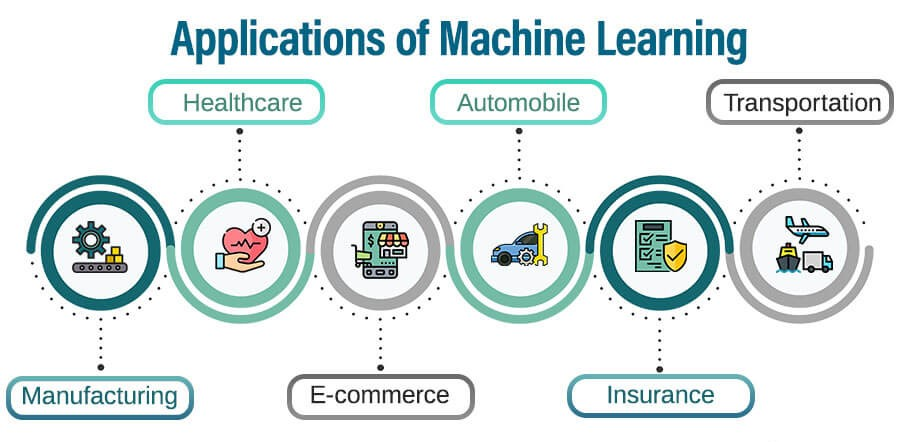 Applications of Machine Learning
Healthcare
Automobile
Transportation
Manufacturing
E-commerce
Insurance